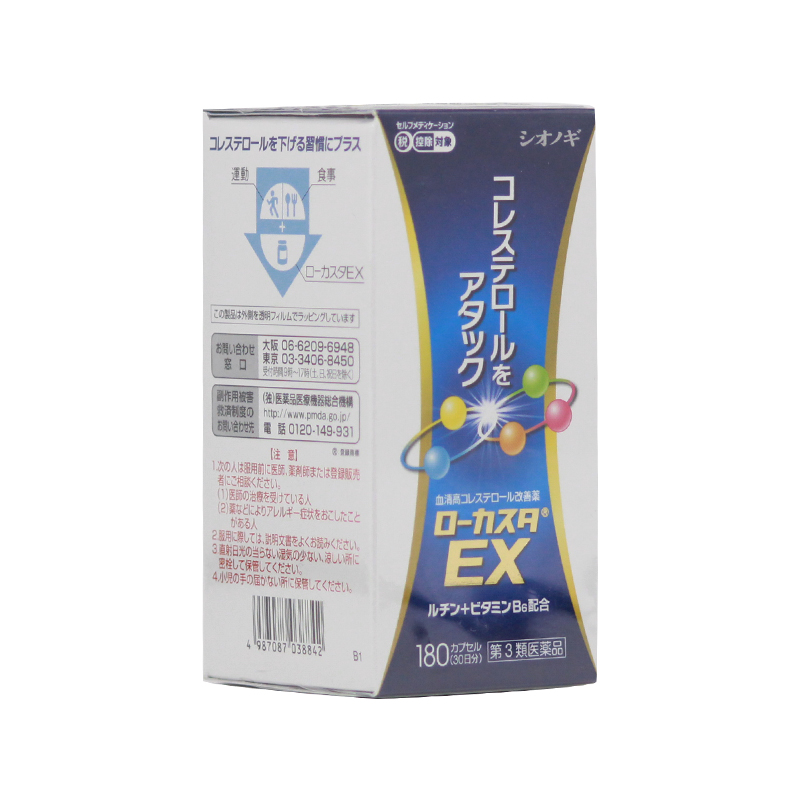 コレステロールを下げる習慣にプラス
運動
食事
ローカスタEX
この製品は外側を透明フィルムでラッピングしています
お問い合わせ
窓口
大阪 06-6209-6948
東京 03-3406-8450
受付時間9時〜17時(土、日、祝日を除く)
副作用被害
救済制度の
お問い合わせ先
(独)医薬品医療機器総合機構
http://www.pmda.go.jp/
電話 0120-149-931
【注意】
1.次の人は服用前に医師、薬剤師または登録販売
者にご相談ください。
(1)医師の治療を受けている人
(2)薬などによりアレルギー症状をおこしたこと
がある人
2.服用に際しては、説明文書をよくお読みください。
3.直射日光の当らない湿気の少ない、涼しい所に
密栓して保管してください。
4.小児の手の届かない所に保管してください。
4 987087 038842
B1
セルフメディケーション
税 控除 対象
シオノギ
コレステロールを
アタック
血清高コレステロール改善薬
ローカスタ®
EX
ルチン+ビタミンB6配合
180カプセル
(30日分)
第3類医薬品